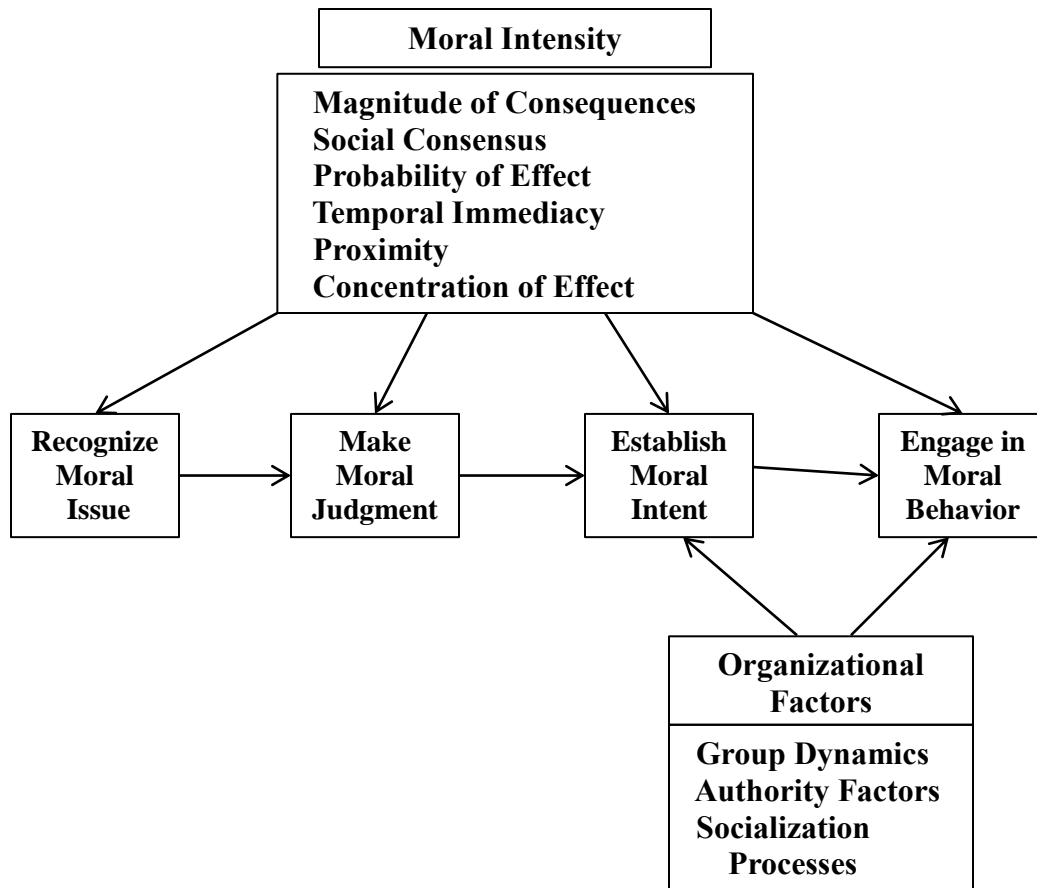 Moral Intensity
Magnitude of Consequences
Social Consensus
Probability of Effect
Temporal Immediacy
Proximity
Concentration of Effect
Recognize
Moral
Issue
Make
Moral
Judgment
Establish
Moral
Intent
Engage in
Moral
Behavior
Organizational
Factors
Group Dynamics
Authority Factors
Socialization
Processes